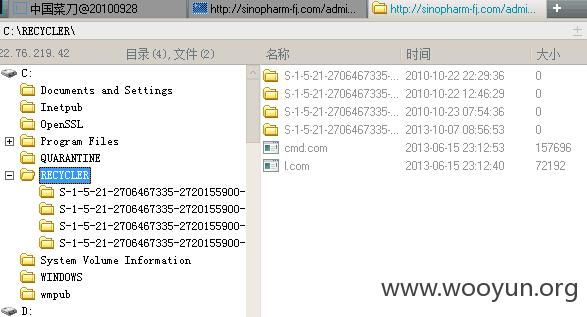 中国菜刀@20100928 http://sinopharm-fj.com/admi... http://sinopharm-fj.com/admi...
C:\RECYCLER\
22.76.219.42 目录(4),文件(2) 名称 时间 大小
C:
Documents and Settings
Inetpub
OpenSSL
Program Files
QUARANTINE
RECYCLER
S-1-5-21-2706467335-2720155900-
S-1-5-21-2706467335-2720155900-
S-1-5-21-2706467335-2720155900-
S-1-5-21-2706467335-2720155900-
System Volume Information
WINDOWS
wmpub
D:
S-1-5-21-2706467335-... 2010-10-22 22:29:36 0
S-1-5-21-2706467335-... 2010-10-22 12:46:29 0
S-1-5-21-2706467335-... 2010-10-23 07:54:36 0
S-1-5-21-2706467335-... 2013-10-07 08:56:53 0
cmd.com 2013-06-15 23:12:53 157696
l.com 2013-06-15 23:12:40 72192
www.wooyun.org